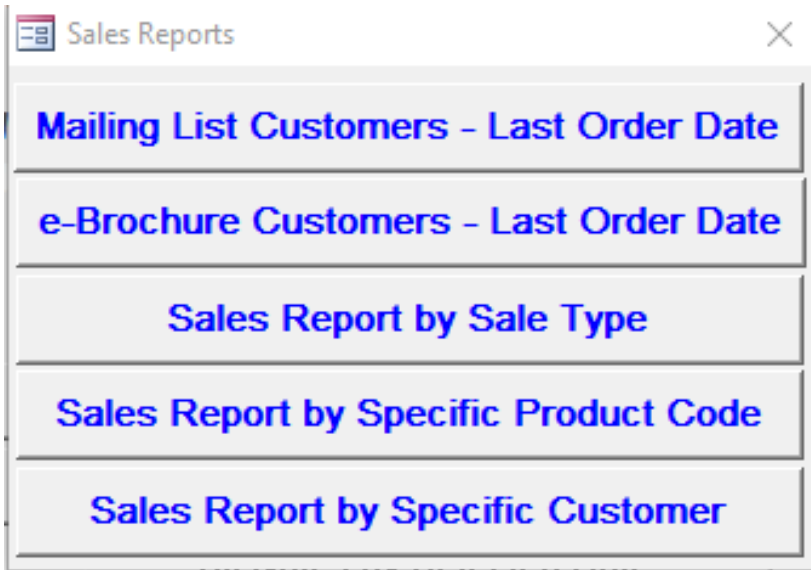 Sales Reports
Mailing List Customers - Last Order Date
e-Brochure Customers - Last Order Date
Sales Report by Sale Type
Sales Report by Specific Product Code
Sales Report by Specific Customer